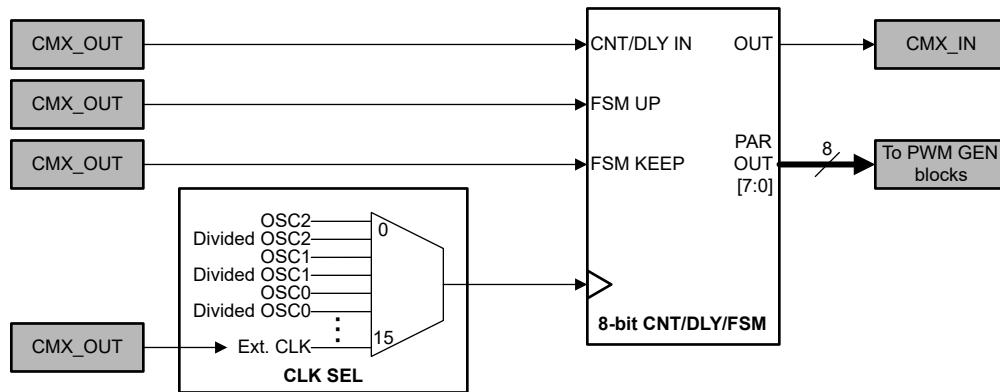 CMX_OUT
CNT/DLY IN
OUT
CMX_IN
CMX_OUT
FSM UP
CMX_OUT
FSM KEEP
PAR
OUT
[7:0]
8
To PWM GEN
blocks
OSC2
0
Divided OSC2
OSC1
Divided OSC1
OSC0
Divided OSC0
15
CMX_OUT
Ext. CLK
CLK SEL
8-bit CNT/DLY/FSM